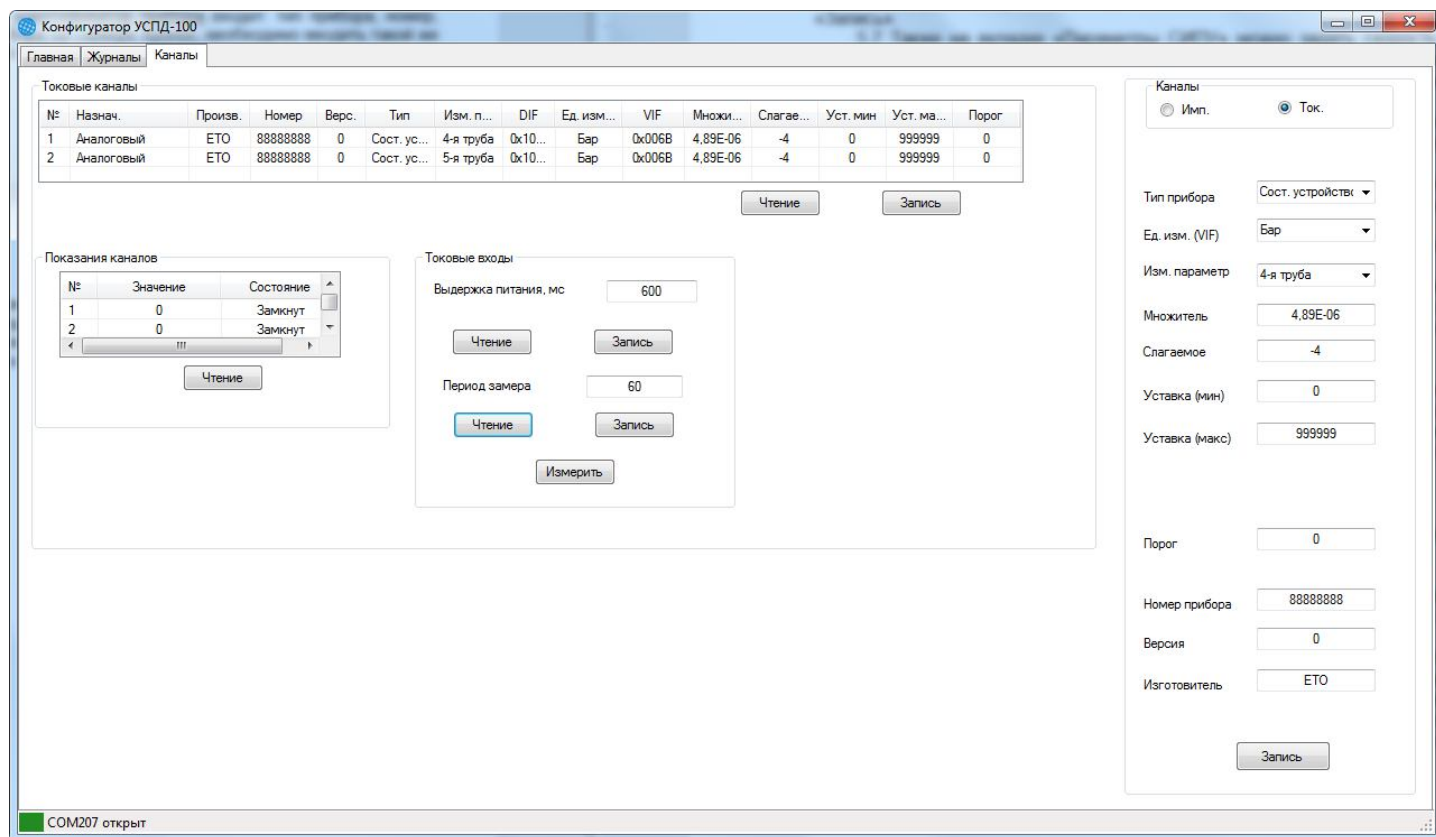 Конфигуратор УСПД-100
Главная Журналы Каналы
Токовые каналы
№ Назнач. Произв. Номер Верс. Тип Изм. п... DIF Ед. изм... VIF Множи... Слагае... Уст. мин Уст. ма... Порог
1 Аналоговый ETO 88888888 0 Сост. ус... 4-я труба 0x10... Бар 0x006B 4,89E-06 -4 0 999999 0
2 Аналоговый ETO 88888888 0 Сост. ус... 5-я труба 0x10... Бар 0x006B 4,89E-06 -4 0 999999 0
Чтение Запись
Показания каналов
№ Значение Состояние
1 0 Замкнут
2 0 Замкнут
Чтение
Токовые входы
Выдержка питания, мс 600
Чтение Запись
Период замера 60
Чтение Запись
Измерить
Каналы
Имп. Ток.
Тип прибора Сост. устройств
Ед. изм. (VIF) Бар
Изм. параметр 4-я труба
Множитель 4,89E-06
Слагаемое -4
Уставка (мин) 0
Уставка (макс) 999999
Порог 0
Номер прибора 88888888
Версия 0
Изготовитель ETO
Запись
COM207 открыт